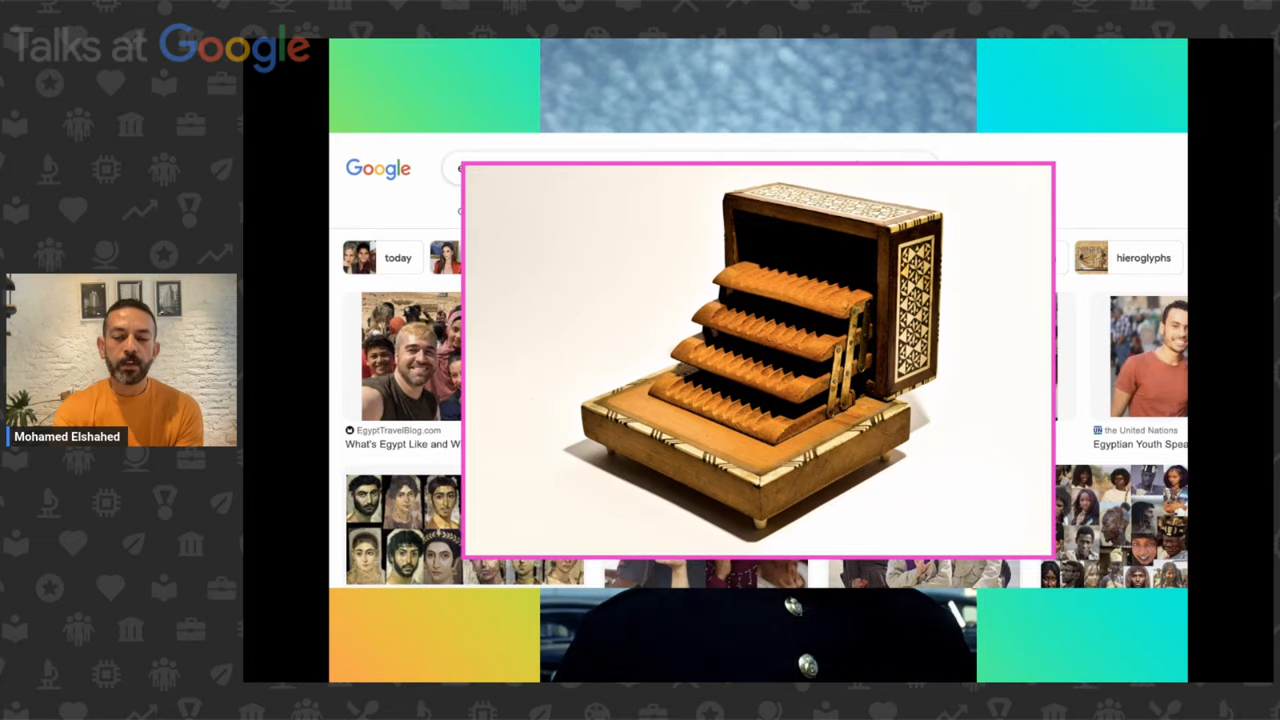 Talks at Google
Google
today
hieroglyphs
EgyptTravelBlog.com
What's Egypt Like and W
the United Nations
Egyptian Youth Spea
Mohamed Elshahed